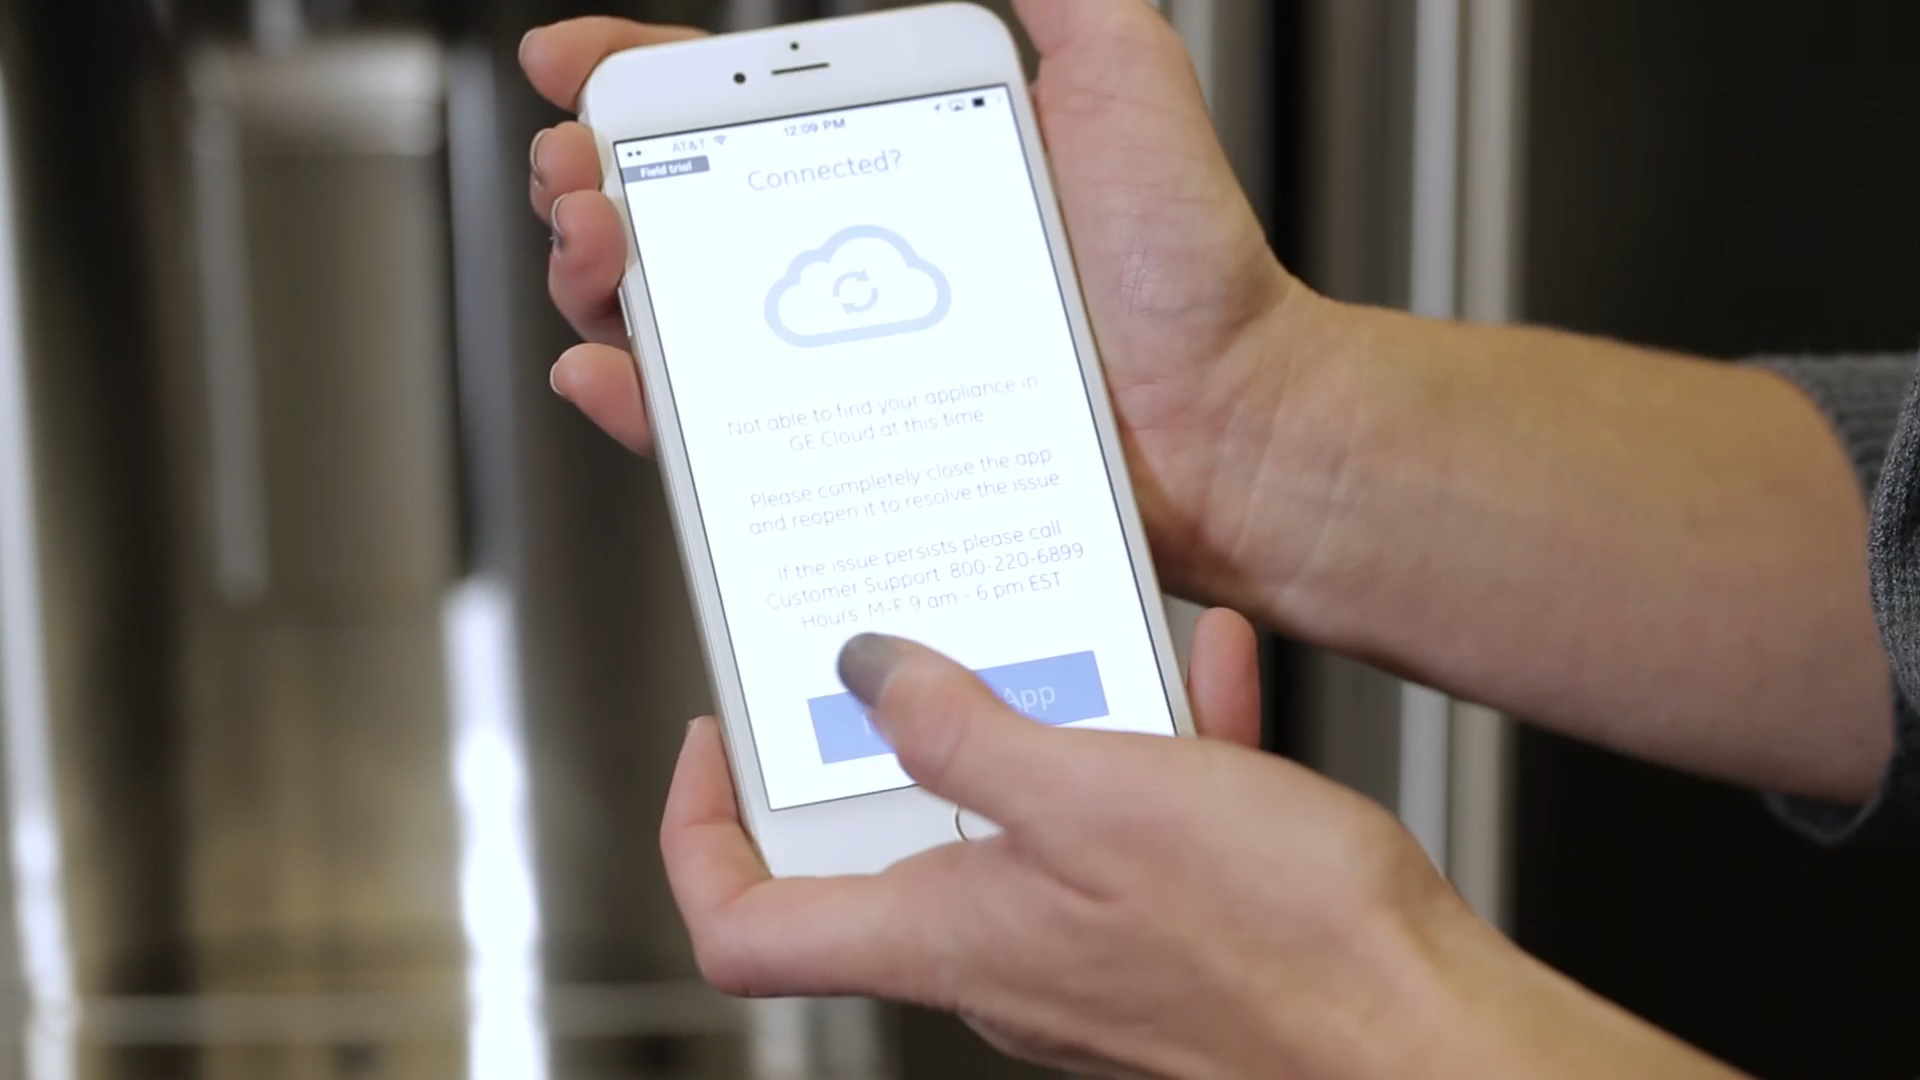 AT&T 12:09 PM
Field trial
Connected?
Not able to find your appliance in
GE Cloud at this time
Please completely close the app
and reopen it to resolve the issue
If the issue persists please call
Customer Support 800-220-6899
Hours M-F 9 am - 6 pm EST
App